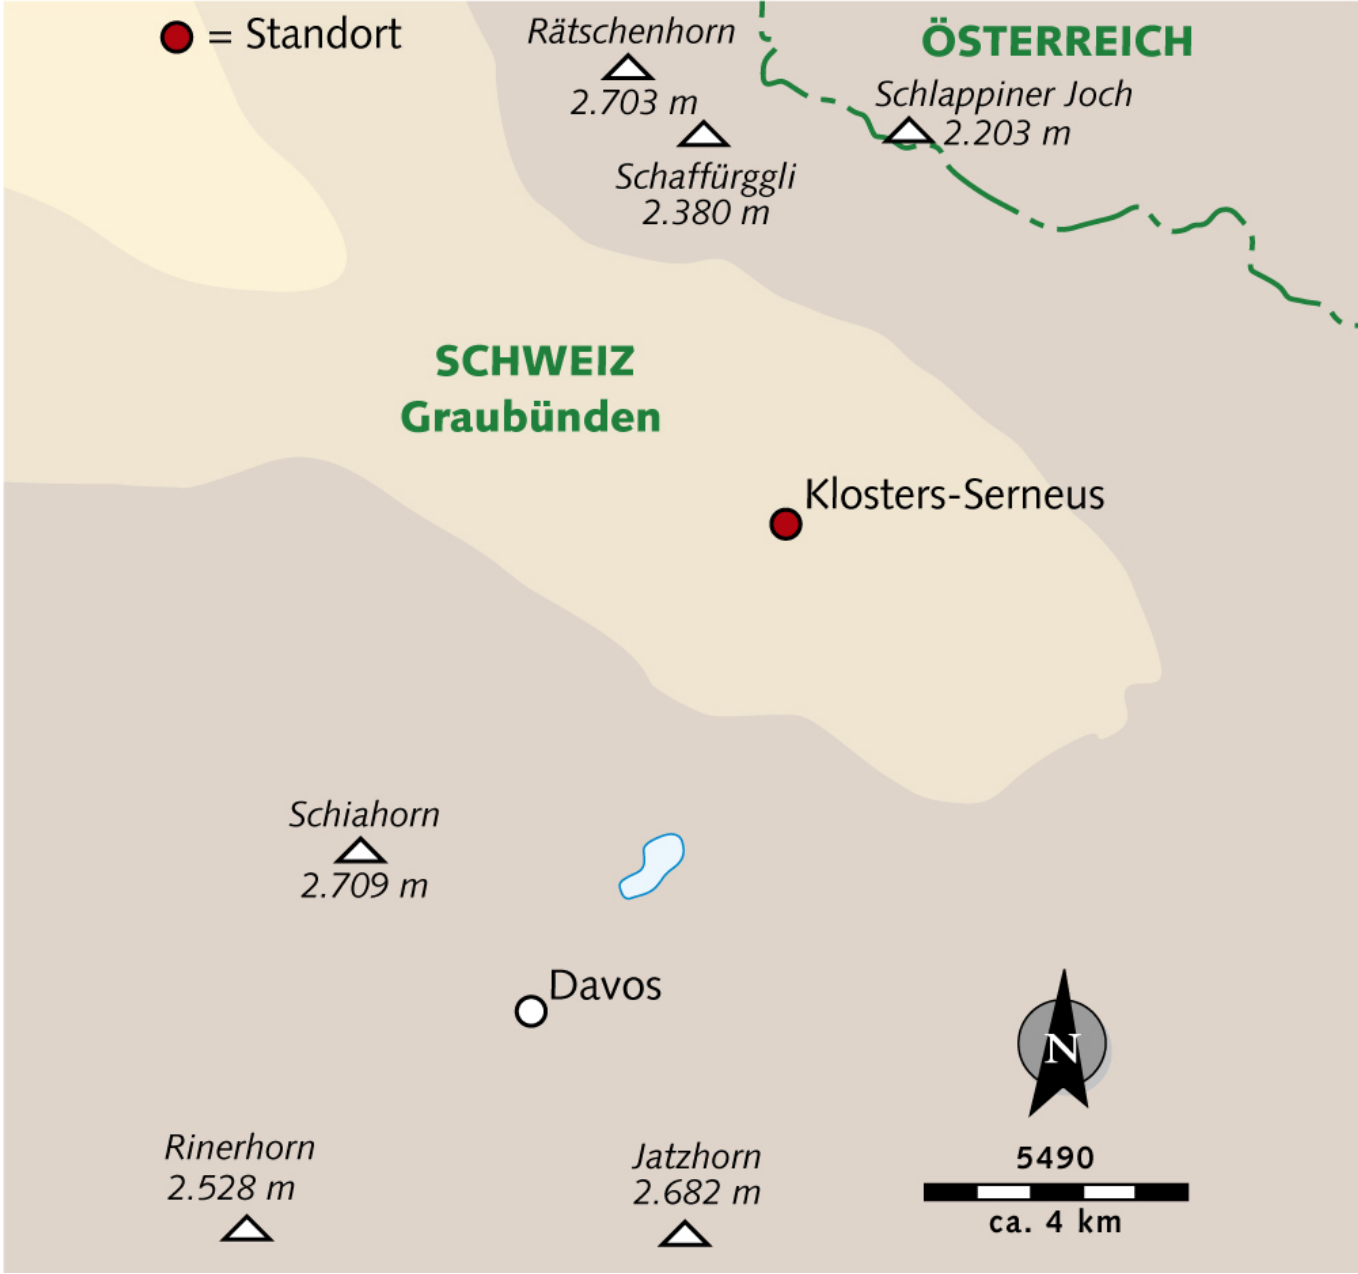 = Standort
Rätschenhorn
2.703 m
ÖSTERREICH
Schlappiner Joch
2.203 m
Schaffürggli
2.380 m
SCHWEIZ
Graubünden
Klosters-Serneus
Schiahorn
2.709 m
Davos
N
Rinerhorn
2.528 m
Jatzhorn
2.682 m
5490
ca. 4 km